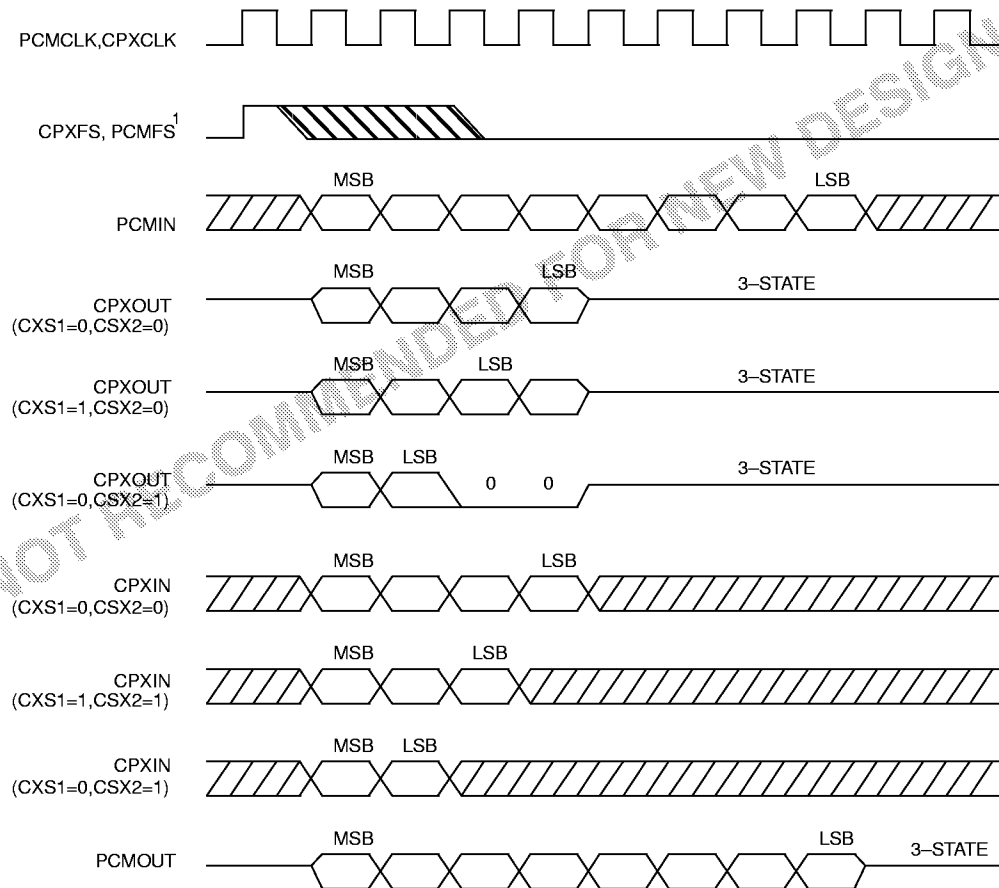 PCMCLK,CPXCLK
CPXFS, PCMFS1
MSB LSB
PCMIN
MSB LSB
3–STATE
CPXOUT
(CXS1=0,CSX2=0)
MSB LSB
3–STATE
CPXOUT
(CXS1=1,CSX2=0)
MSB LSB
3–STATE
0 0
CPXOUT
(CXS1=0,CSX2=1)
MSB LSB
CPXIN
(CXS1=0,CSX2=0)
MSB LSB
CPXIN
(CXS1=1,CSX2=1)
MSB LSB
CPXIN
(CXS1=0,CSX2=1)
MSB LSB
PCMOUT
3–STATE
NOT RECOMMENDED FOR NEW DESIGN